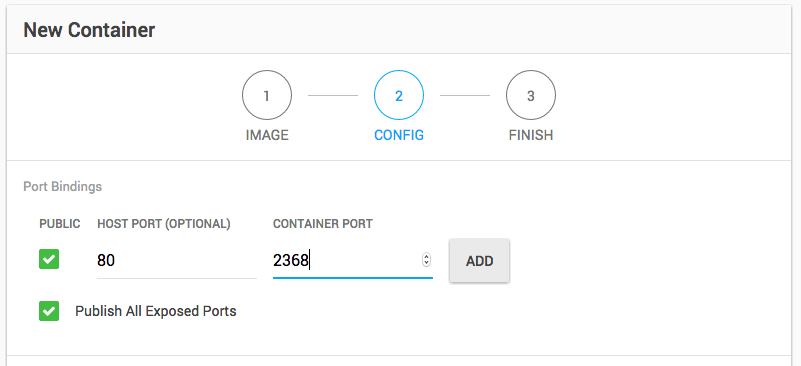 New Container
1 2 3
IMAGE CONFIG FINISH
Port Bindings
PUBLIC HOST PORT (OPTIONAL) CONTAINER PORT
80 2368 ADD
Publish All Exposed Ports